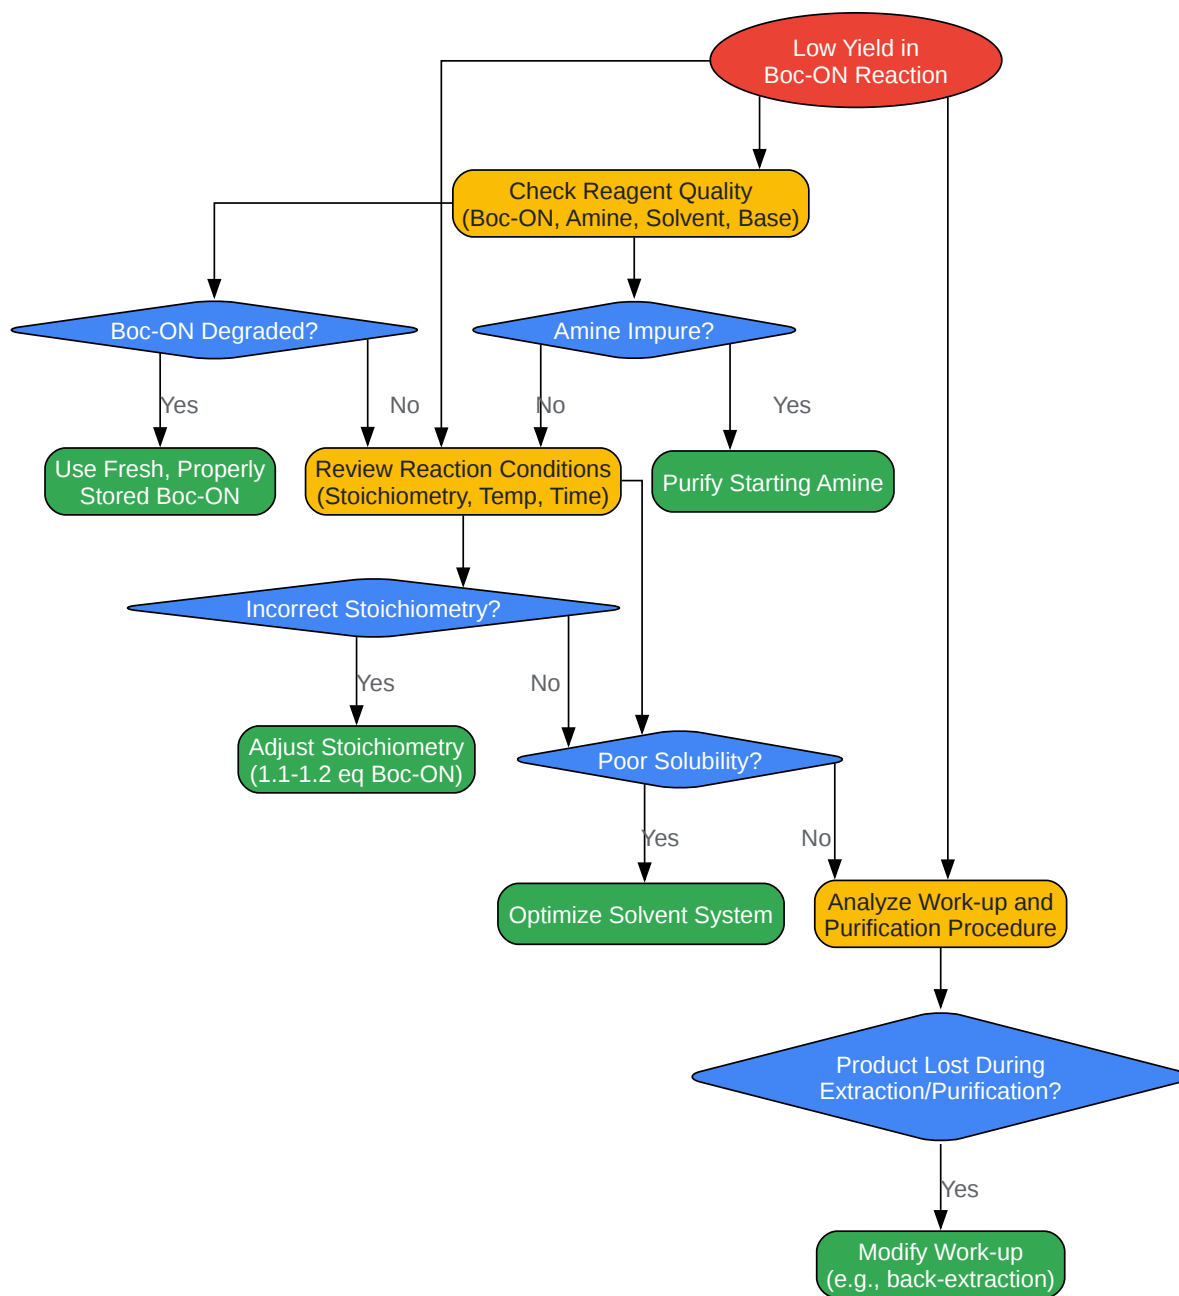 Low Yield in
Boc-ON Reaction
Check Reagent Quality
(Boc-ON, Amine, Solvent, Base)
Boc-ON Degraded?
Amine Impure?
Yes
No
No
Yes
Use Fresh, Properly
Stored Boc-ON
Review Reaction Conditions
(Stoichiometry, Temp, Time)
Purify Starting Amine
Incorrect Stoichiometry?
Yes
No
Adjust Stoichiometry
(1.1-1.2 eq Boc-ON)
Poor Solubility?
Yes
No
Optimize Solvent System
Analyze Work-up and
Purification Procedure
Product Lost During
Extraction/Purification?
Yes
Modify Work-up
(e.g., back-extraction)